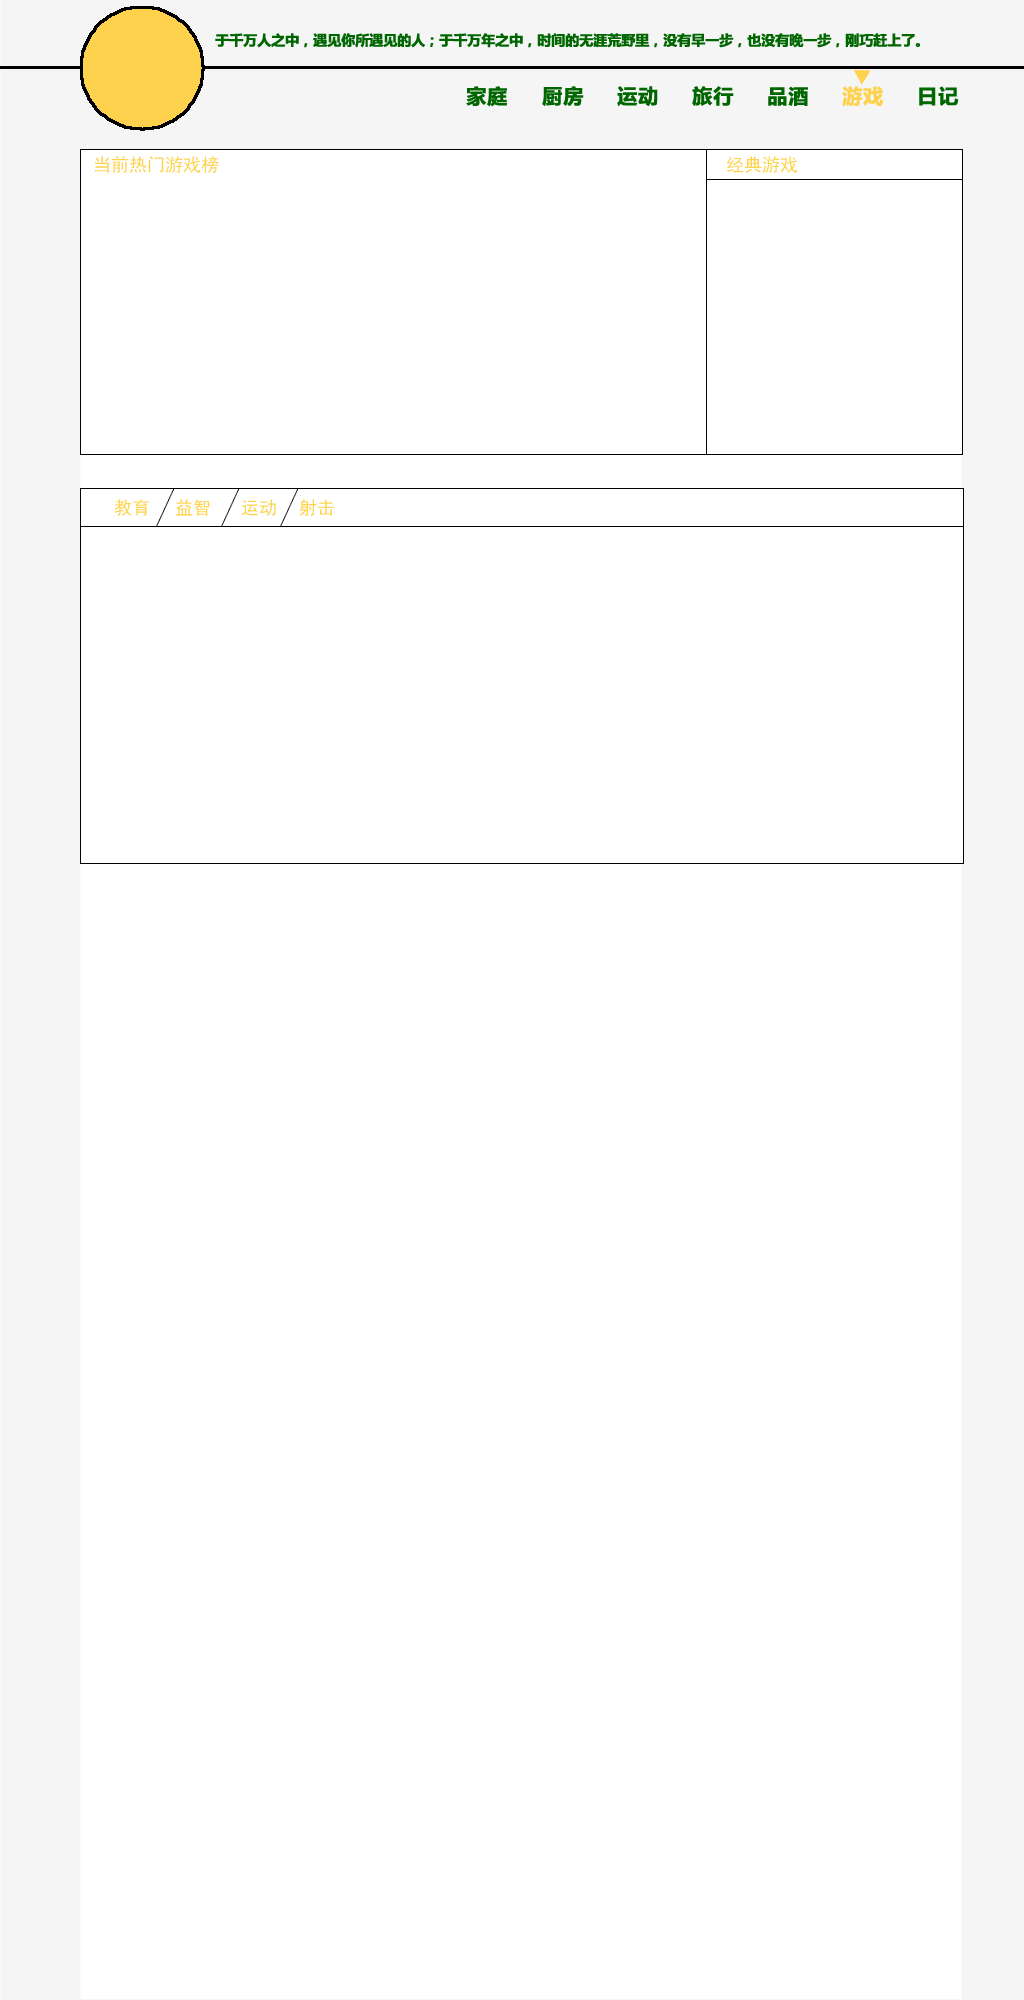 于千万人之中，遇见你所遇见的人；于千万年之中，时间的无涯荒野里，没有早一步，也没有晚一步，刚巧赶上了。
家庭 厨房 运动 旅行 品酒 游戏 日记
当前热门游戏榜 经典游戏
教育 益智 运动 射击